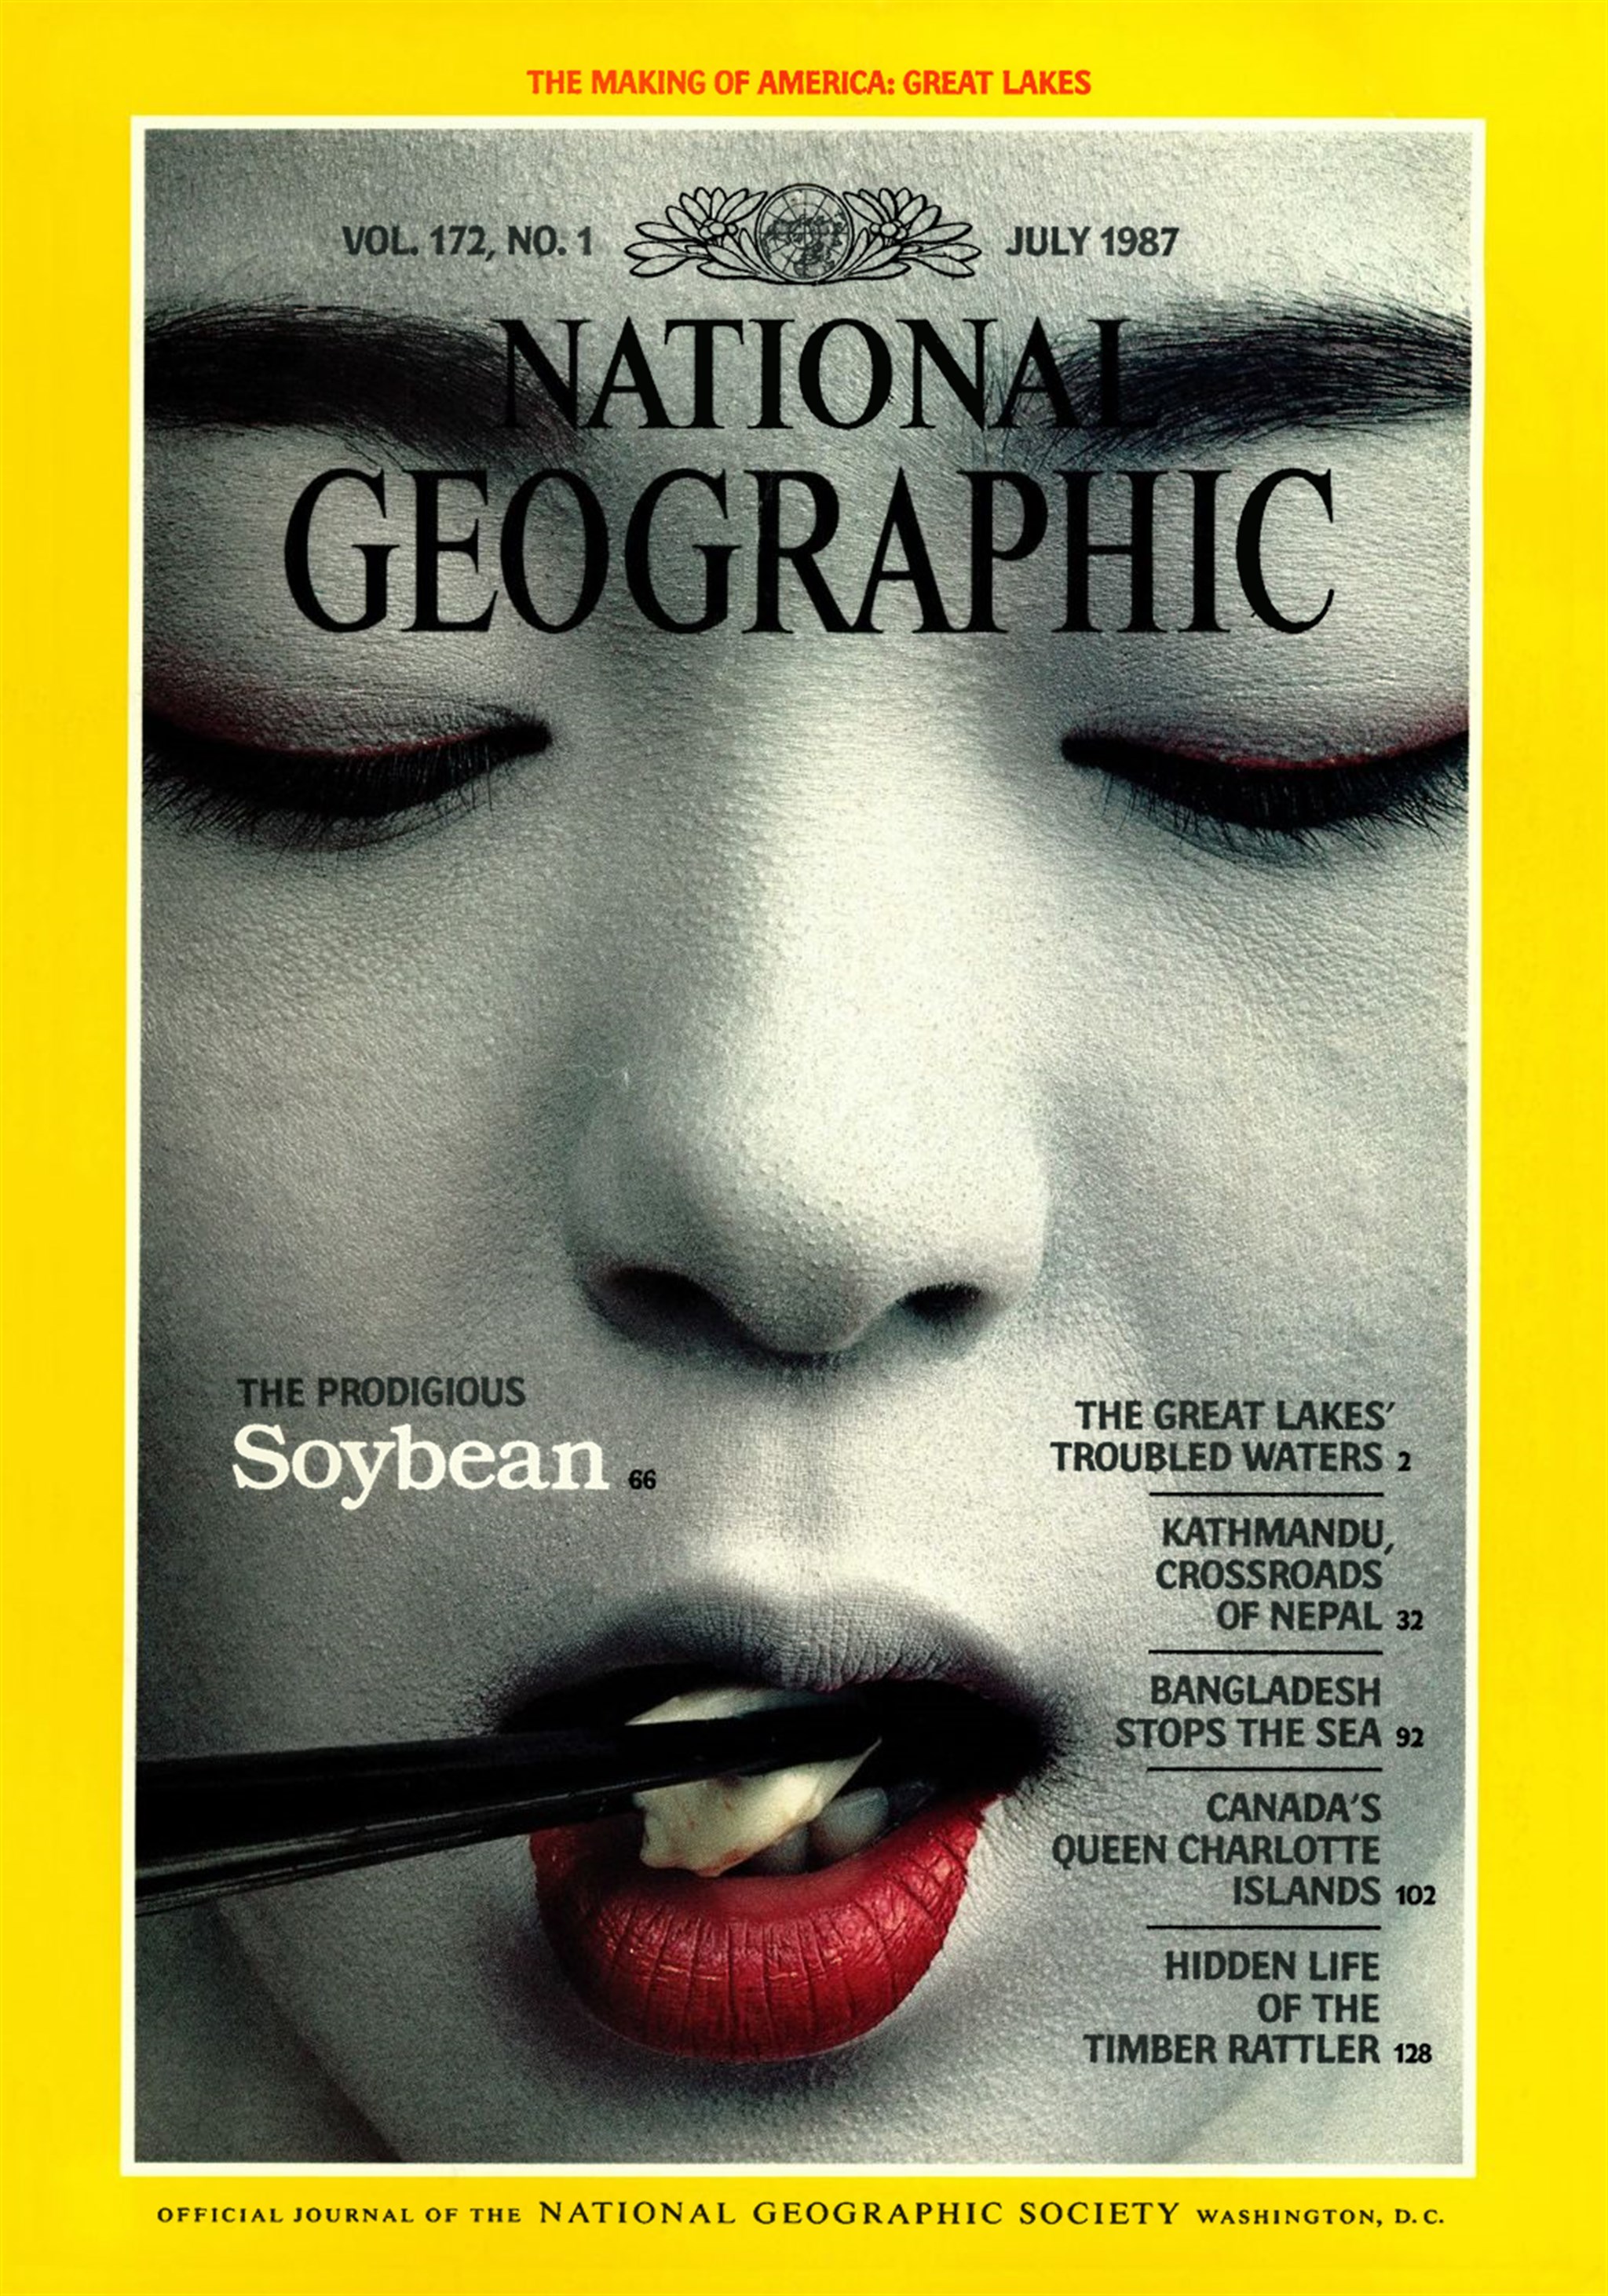 THE MAKING OF AMERICA: GREAT LAKES
VOL. 172, NO. 1
JULY 1987
NATIONAL
GEOGRAPHIC
THE PRODIGIOUS
Soybean 66
THE GREAT LAKES'
TROUBLED WATERS 2
KATHMANDU,
CROSSROADS
OF NEPAL 32
BANGLADESH
STOPS THE SEA 92
CANADA'S
QUEEN CHARLOTTE
ISLANDS 102
HIDDEN LIFE
OF THE
TIMBER RATTLER 128
OFFICIAL JOURNAL OF THE NATIONAL GEOGRAPHIC SOCIETY WASHINGTON, D.C.